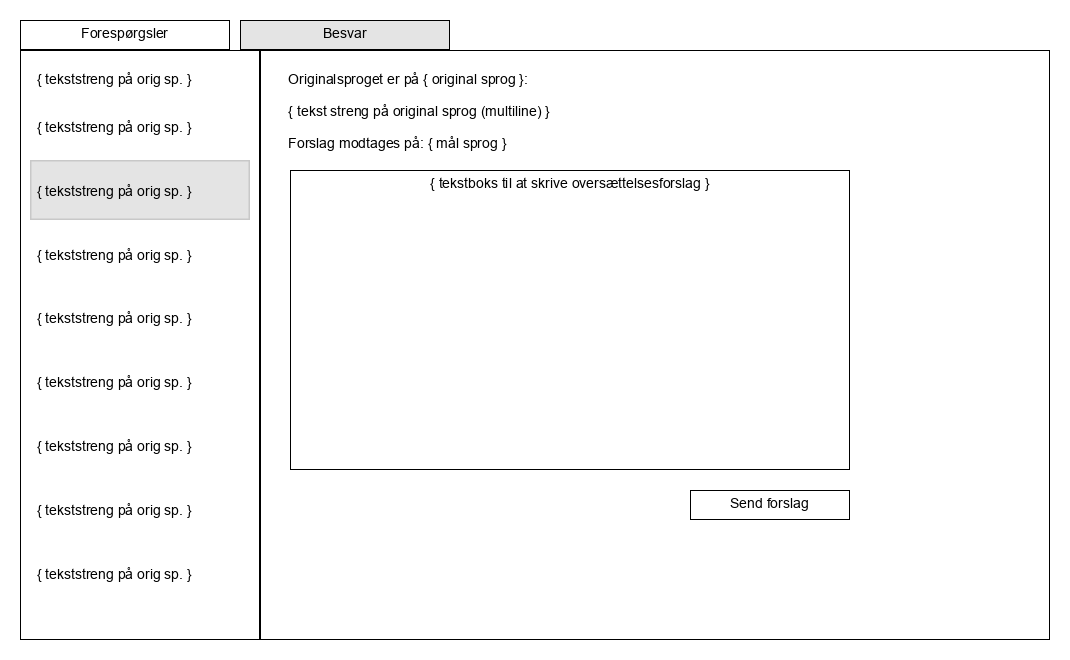 Forespørgsler
Besvar
{ tekststreng på orig sp. }
{ tekststreng på orig sp. }
{ tekststreng på orig sp. }
{ tekststreng på orig sp. }
{ tekststreng på orig sp. }
{ tekststreng på orig sp. }
{ tekststreng på orig sp. }
{ tekststreng på orig sp. }
{ tekststreng på orig sp. }
Originalsproget er på { original sprog }:
{ tekst streng på original sprog (multiline) }
Forslag modtages på: { mål sprog }
{ tekstboks til at skrive oversættelsesforslag }
Send forslag